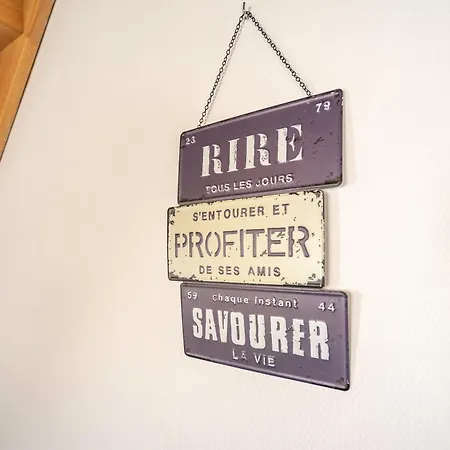 23 79
RIRE
TOUS LES JOURS
S'ENTOURER ET
PROFITER
DE SES AMIS
59 chaque instant 44
SAVOURER
LA VIE